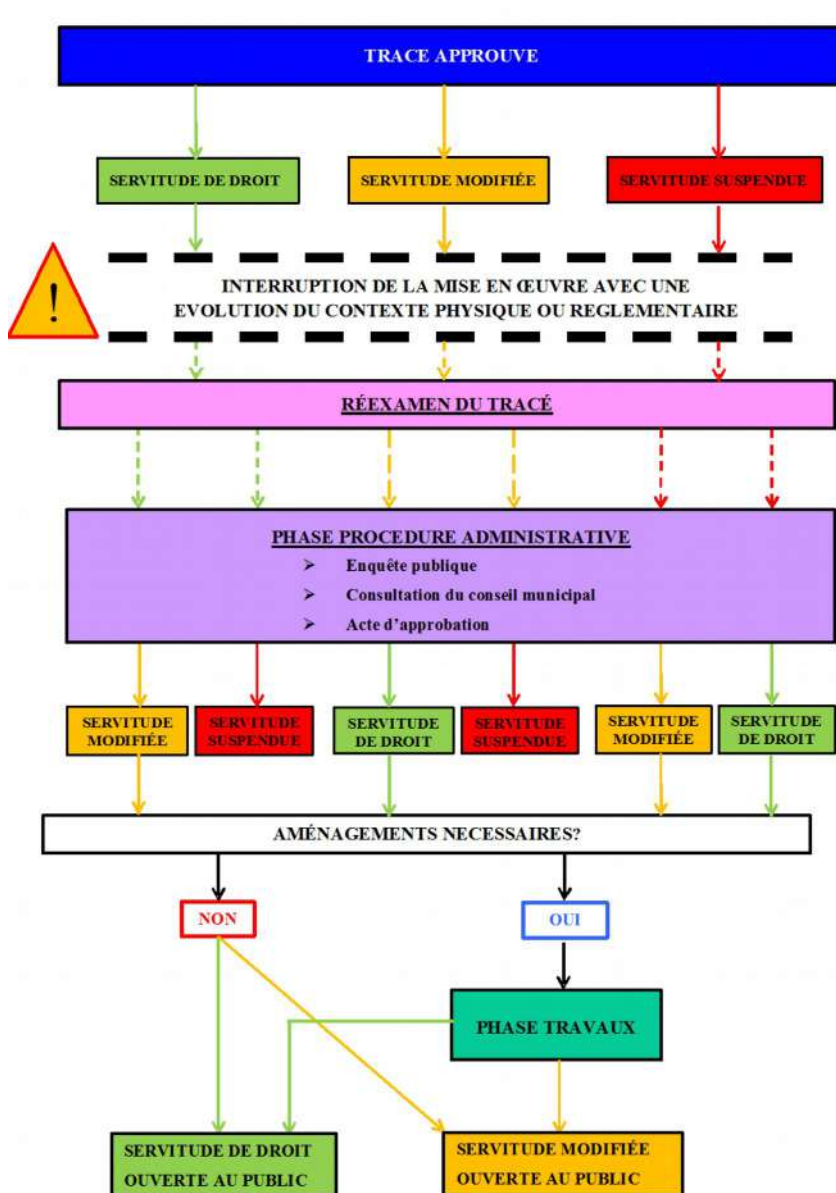 TRACE APPROUVE
SERVITUDE DE DROIT
SERVITUDE MODIFIÉE
SERVITUDE SUSPENDUE
!
INTERRUPTION DE LA MISE EN ŒUVRE AVEC UNE
EVOLUTION DU CONTEXTE PHYSIQUE OU REGLEMENTAIRE
RÉEXAMEN DU TRACÉ
PHASE PROCEDURE ADMINISTRATIVE
➢ Enquête publique
➢ Consultation du conseil municipal
➢ Acte d'approbation
SERVITUDE
MODIFIÉE
SERVITUDE
SUSPENDUE
SERVITUDE
DE DROIT
SERVITUDE
SUSPENDUE
SERVITUDE
MODIFIÉE
SERVITUDE
DE DROIT
AMÉNAGEMENTS NECESSAIRES?
NON
OUI
PHASE TRAVAUX
SERVITUDE DE DROIT
OUVERTE AU PUBLIC
SERVITUDE MODIFIÉE
OUVERTE AU PUBLIC